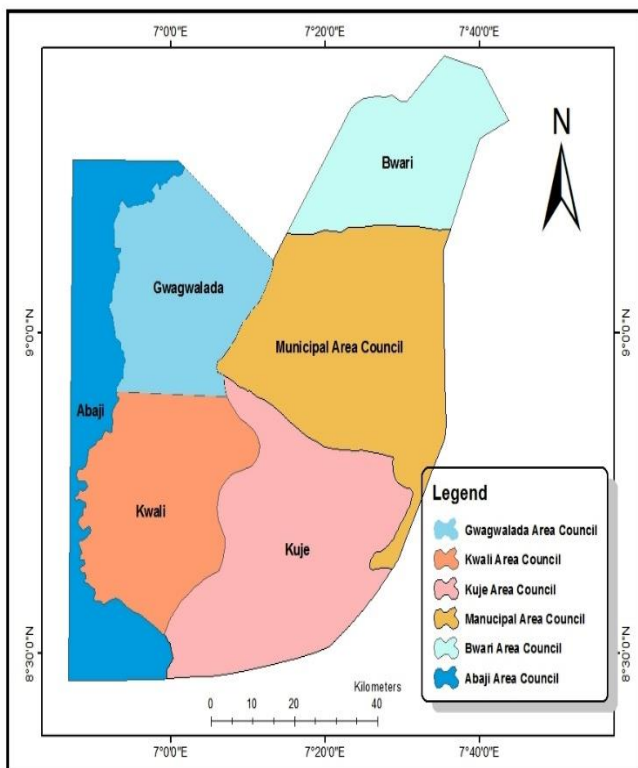 7°0'0"E 7°20'0"E 7°40'0"E
N
Bwari
Gwagwalada
9°0'0"N 9°0'0"N
Municipal Area Council
Abaji
Kwali
Kuje
Legend
Gwagwalada Area Council
Kwali Area Council
Kuje Area Council
Manucipal Area Council
Bwari Area Council
Abaji Area Council
8°30'0"N 8°30'0"N
Kilometers
0 10 20 40
7°0'0"E 7°20'0"E 7°40'0"E